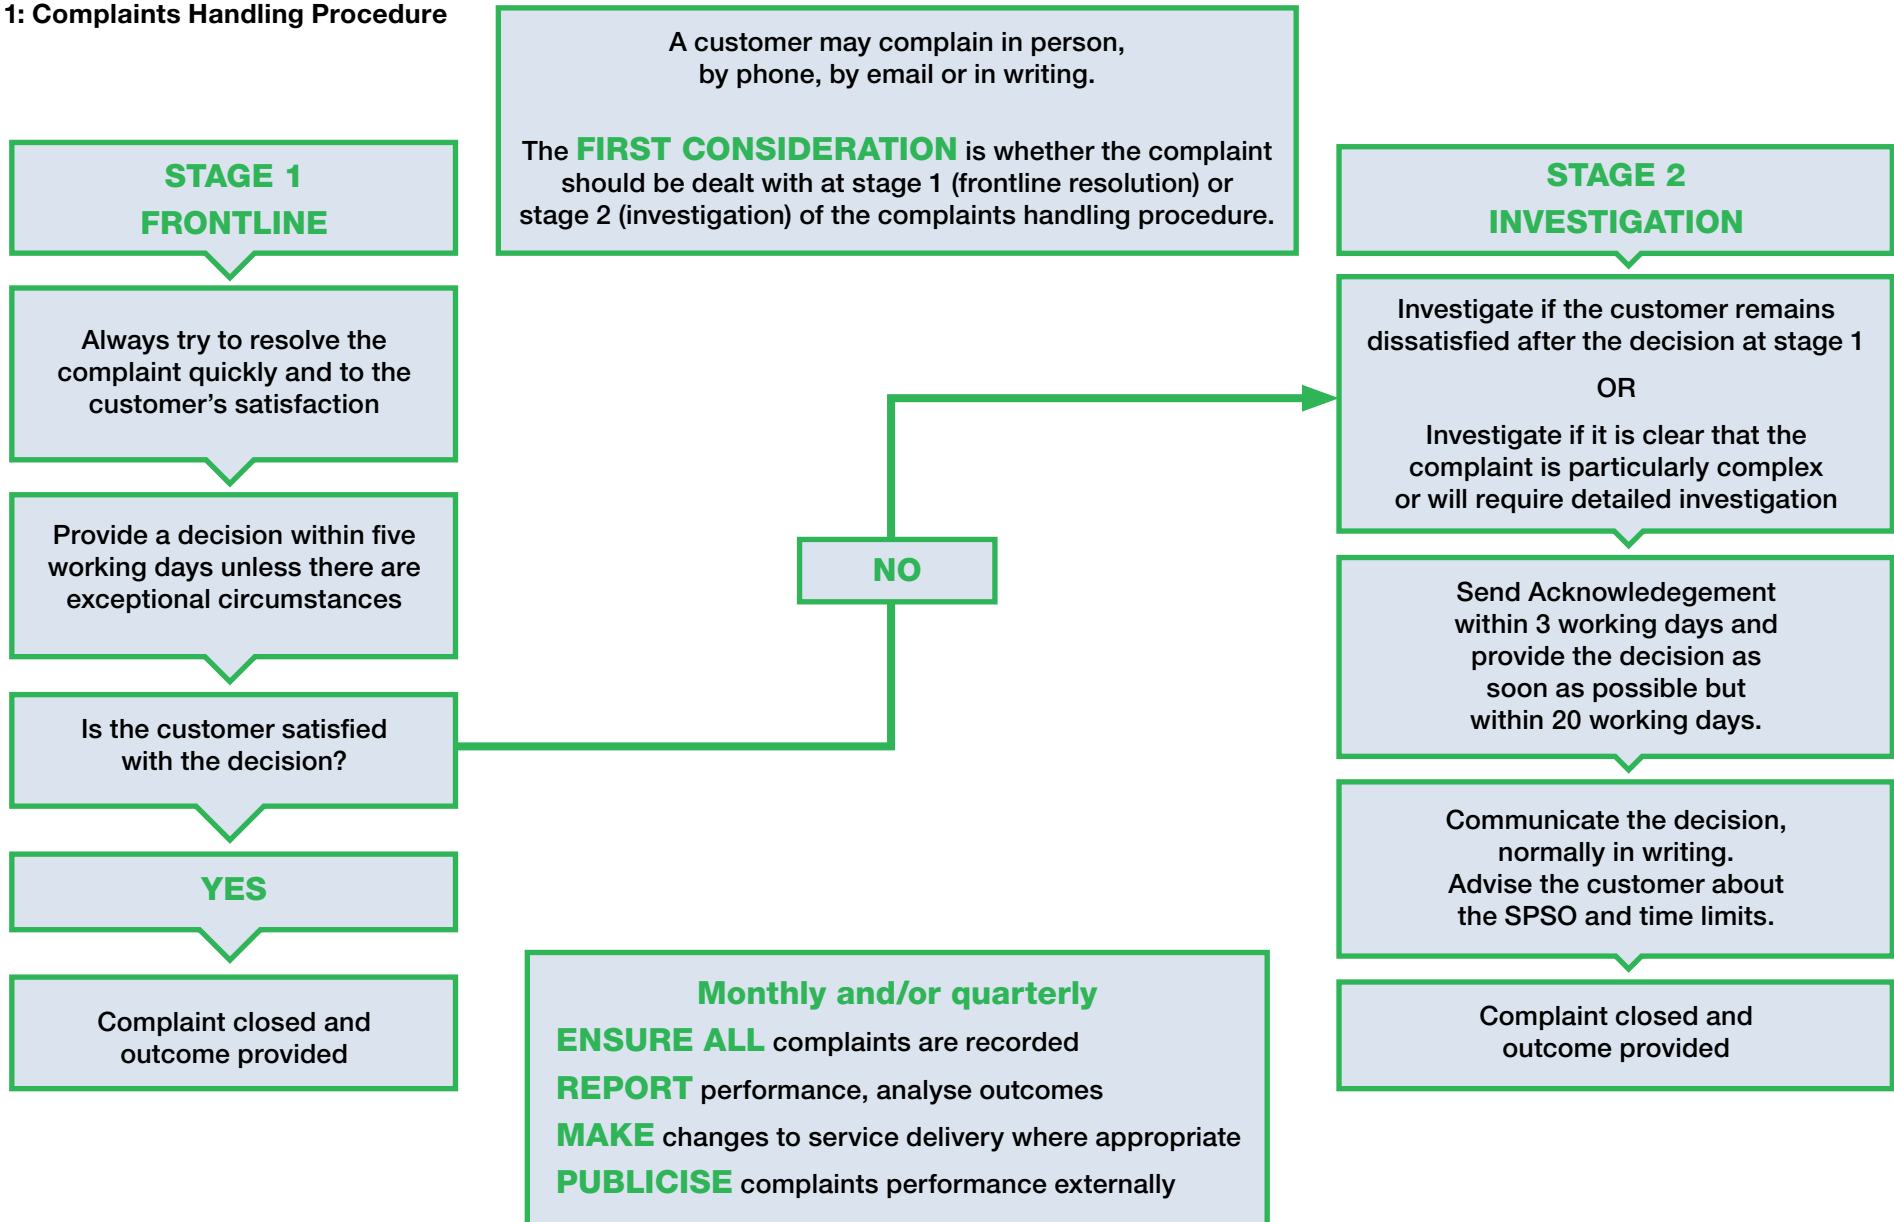 1: Complaints Handling Procedure
A customer may complain in person,
by phone, by email or in writing.
The FIRST CONSIDERATION is whether the complaint
should be dealt with at stage 1 (frontline resolution) or
stage 2 (investigation) of the complaints handling procedure.
STAGE 1
FRONTLINE
Always try to resolve the
complaint quickly and to the
customer’s satisfaction
Provide a decision within five
working days unless there are
exceptional circumstances
Is the customer satisfied
with the decision?
YES
Complaint closed and
outcome provided
NO
STAGE 2
INVESTIGATION
Investigate if the customer remains
dissatisfied after the decision at stage 1
OR
Investigate if it is clear that the
complaint is particularly complex
or will require detailed investigation
Send Acknowledegement
within 3 working days and
provide the decision as
soon as possible but
within 20 working days.
Communicate the decision,
normally in writing.
Advise the customer about
the SPSO and time limits.
Complaint closed and
outcome provided
Monthly and/or quarterly
ENSURE ALL complaints are recorded
REPORT performance, analyse outcomes
MAKE changes to service delivery where appropriate
PUBLICISE complaints performance externally